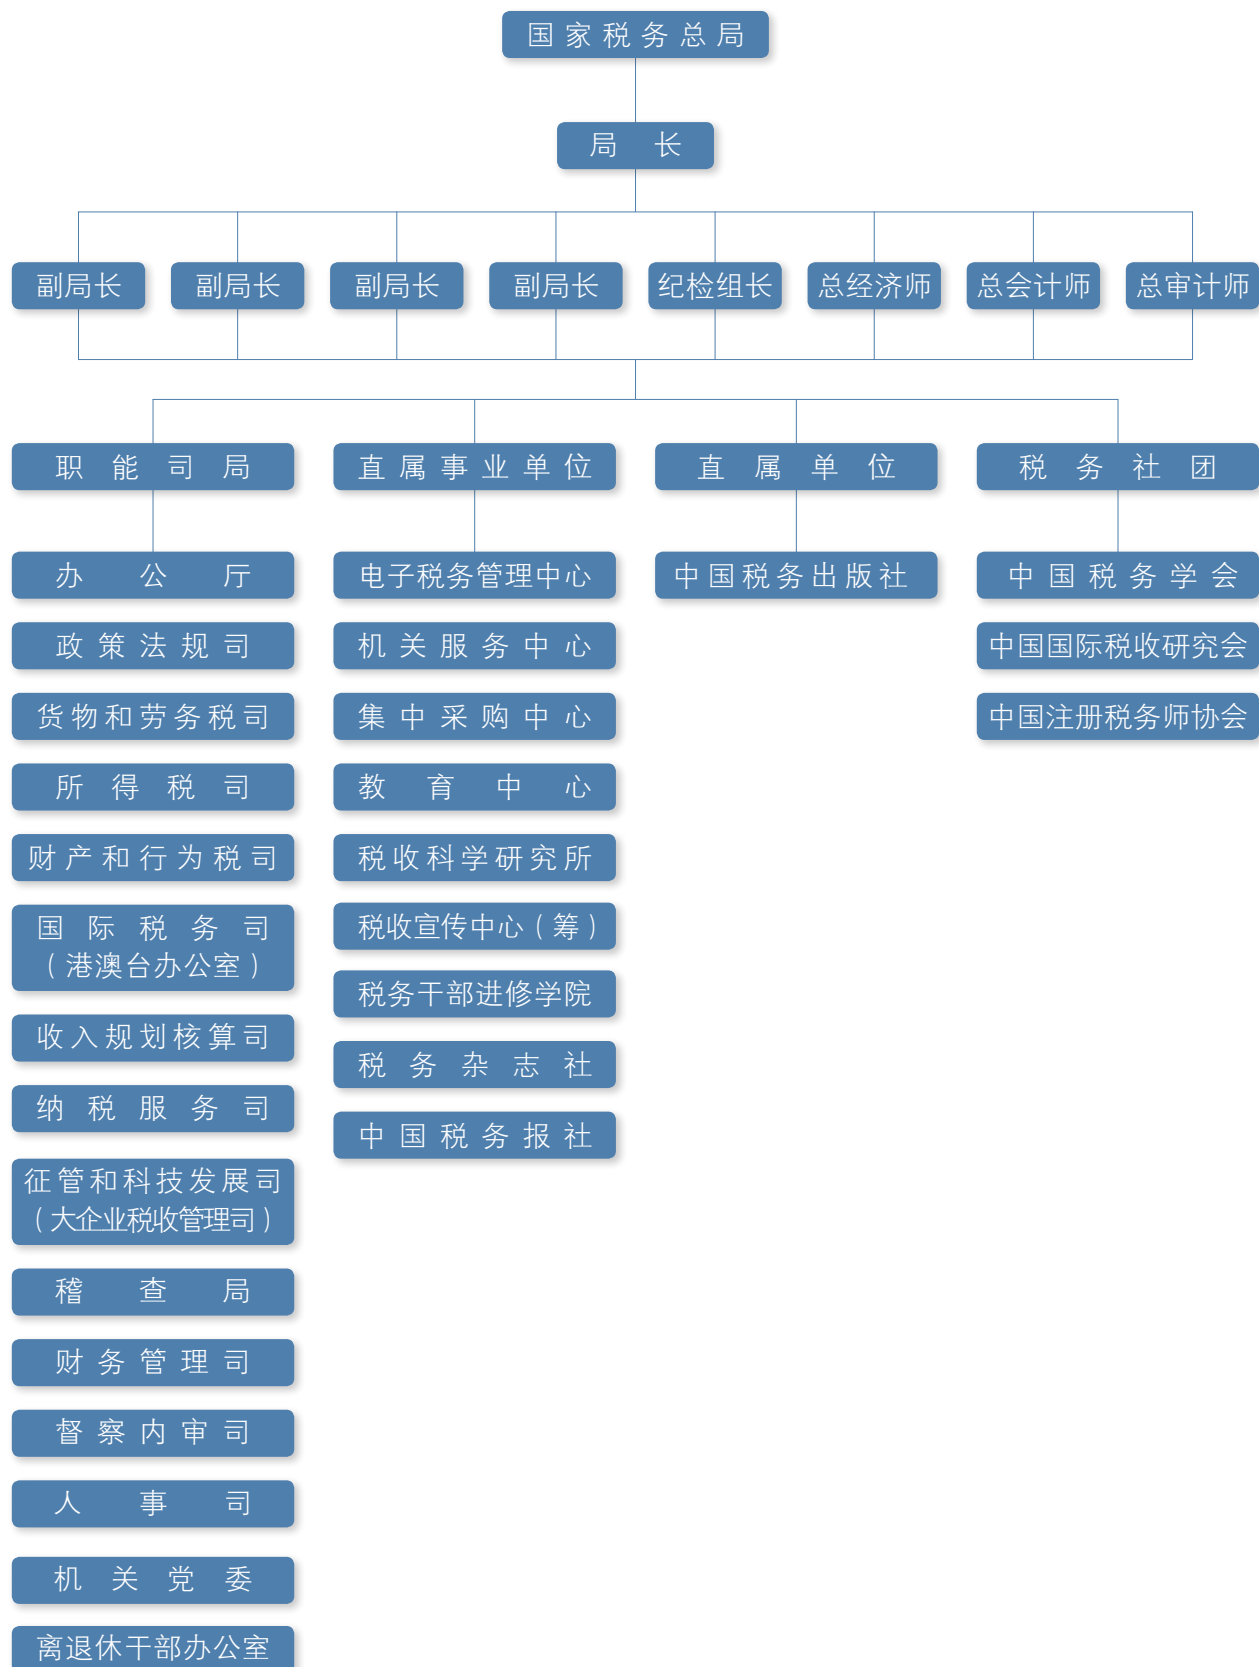 国家税务总局
局长
副局长
副局长
副局长
副局长
纪检组长
总经济师
总会计师
总审计师
职能司局
直属事业单位
直属单位
税务社团
办公厅
政策法规司
货物和劳务税司
所得税司
财产和行为税司
国际税务司
（港澳台办公室）
收入规划核算司
纳税服务司
征管和科技发展司
（大企业税收管理司）
稽查局
财务管理司
督察内审司
人事司
机关党委
离退休干部办公室
电子税务管理中心
机关服务中心
集中采购中心
教育中心
税收科学研究所
税收宣传中心（筹）
税务干部进修学院
税务杂志社
中国税务报社
中国税务出版社
中国税务学会
中国国际税收研究会
中国注册税务师协会